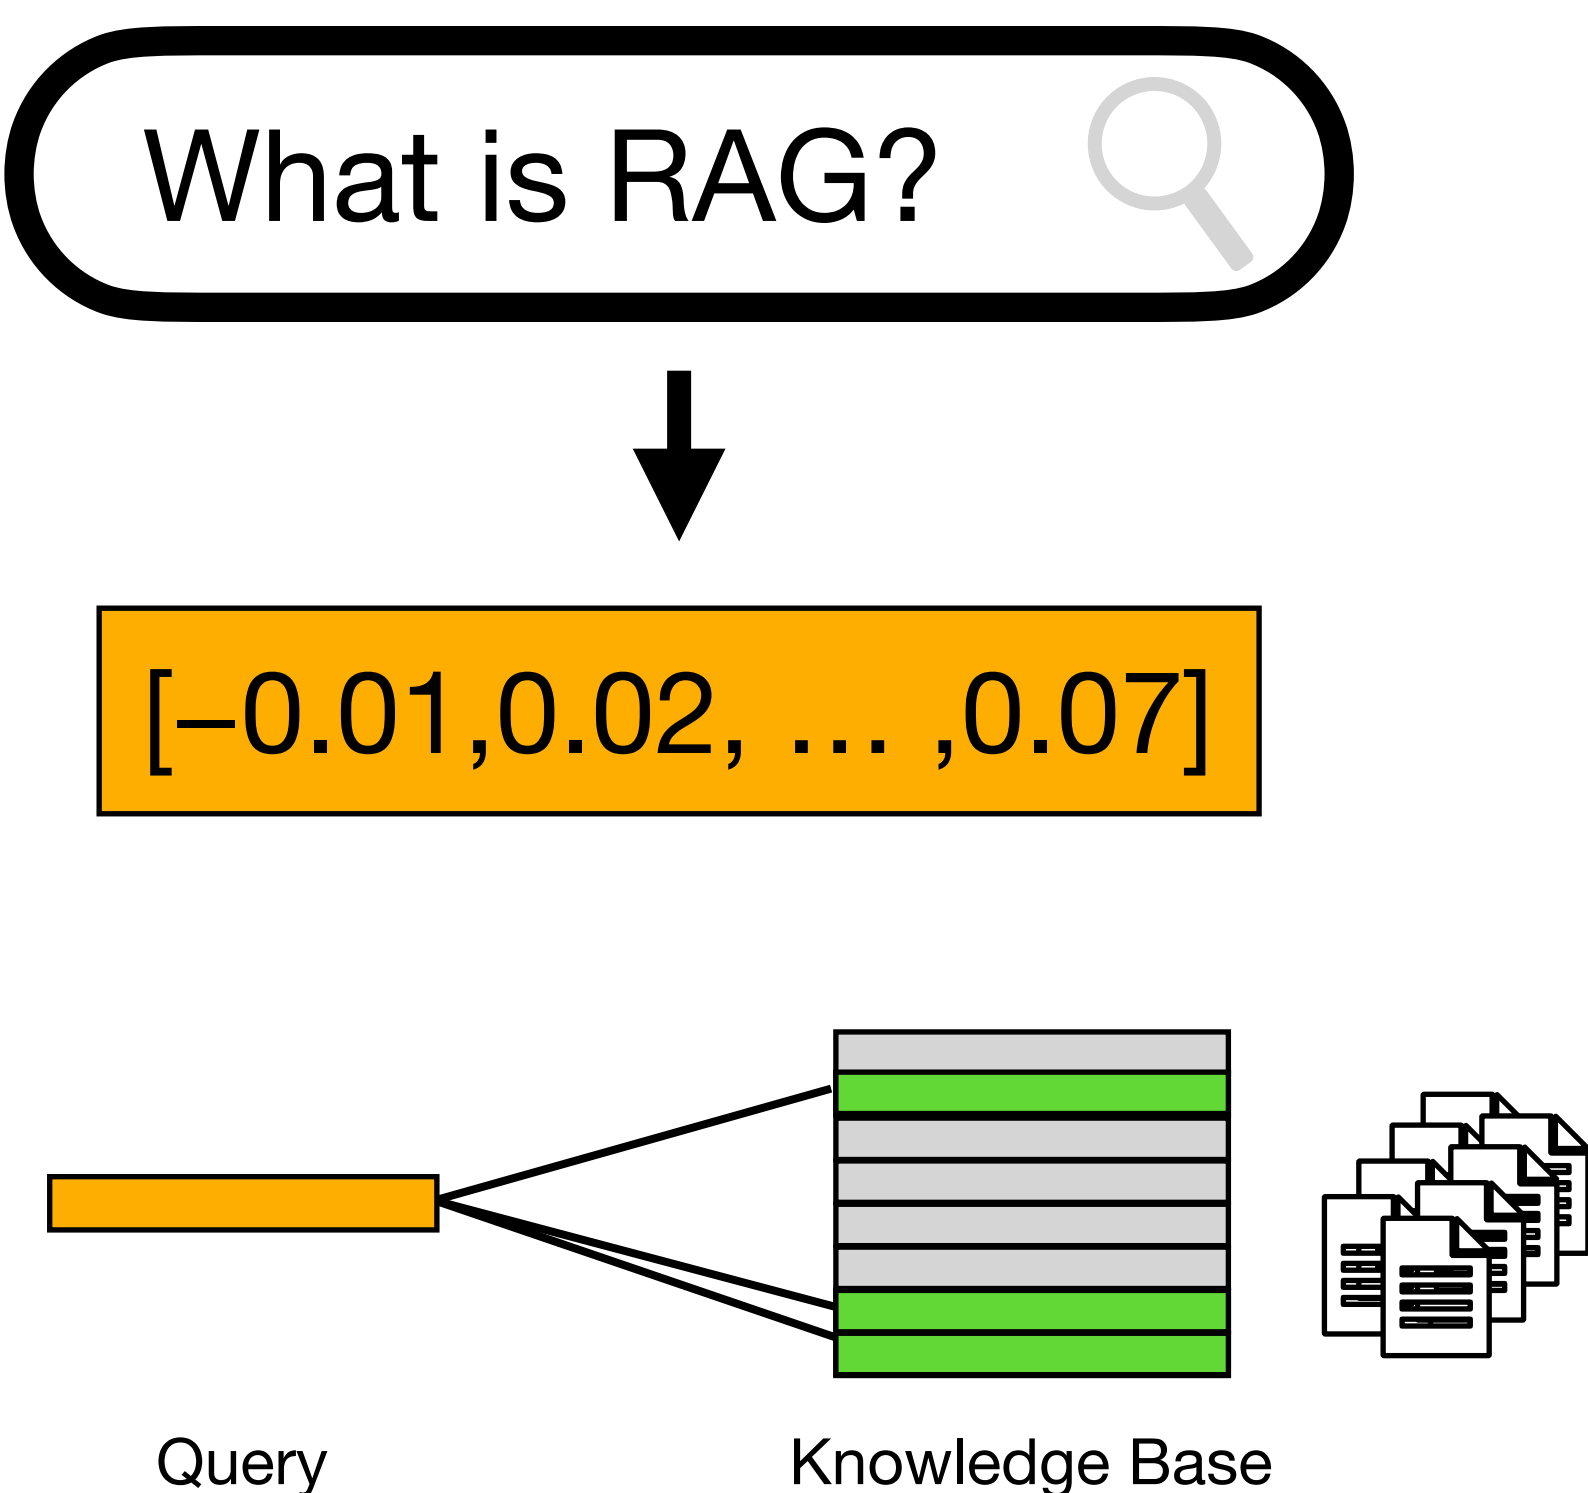 What is RAG?
[–0.01,0.02, ... ,0.07]
Query
Knowledge Base